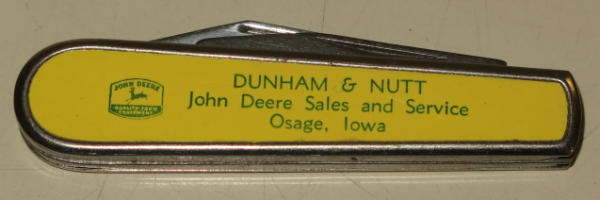 JOHN DEERE
QUALITY FARM
EQUIPMENT
DUNHAM & NUTT
John Deere Sales and Service
Osage, Iowa